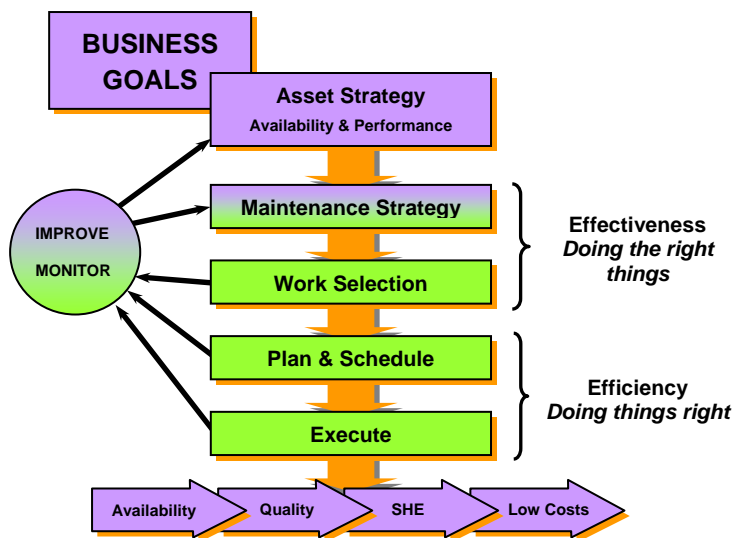 BUSINESS
GOALS
Asset Strategy
Availability & Performance
Maintenance Strategy
IMPROVE
MONITOR
Effectiveness
Doing the right
things
Work Selection
Plan & Schedule
Efficiency
Doing things right
Execute
Availability
Quality
SHE
Low Costs